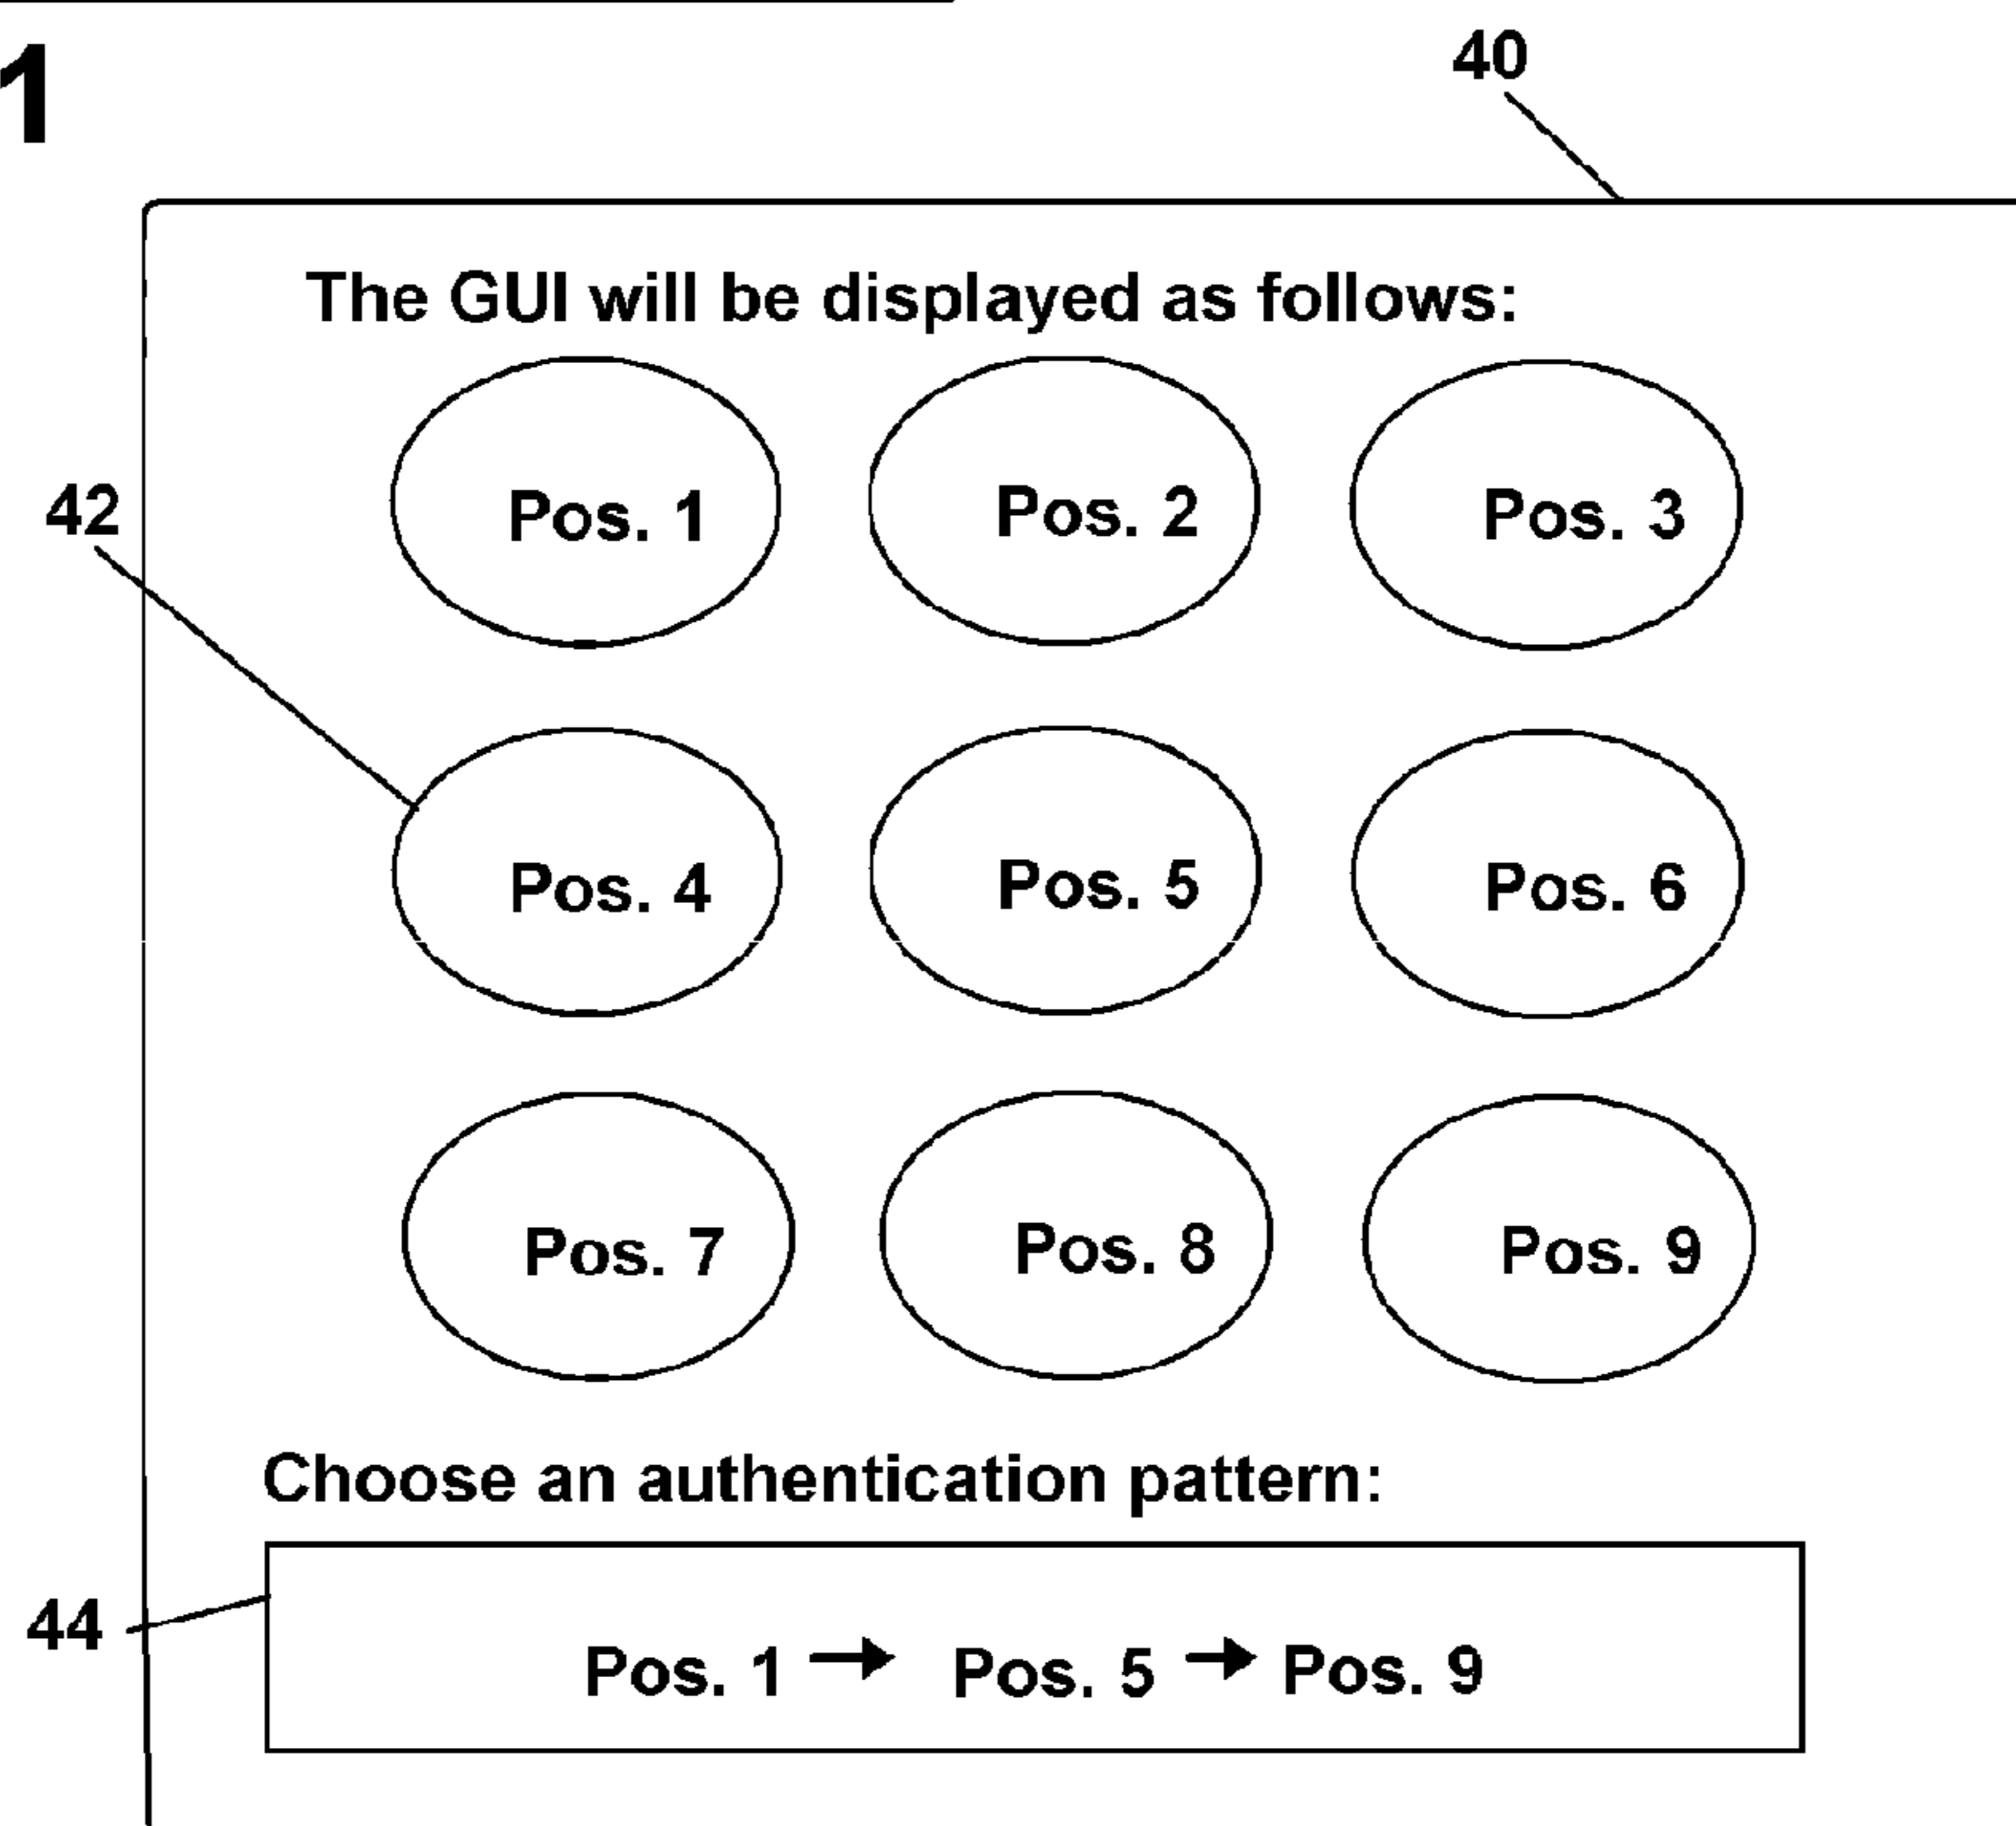 1
40
The GUI will be displayed as follows:
Pos. 1 Pos. 2 Pos. 3
42
Pos. 4 Pos. 5 Pos. 6
Pos. 7 Pos. 8 Pos. 9
Choose an authentication pattern:
44
Pos. 1 → Pos. 5 → Pos. 9